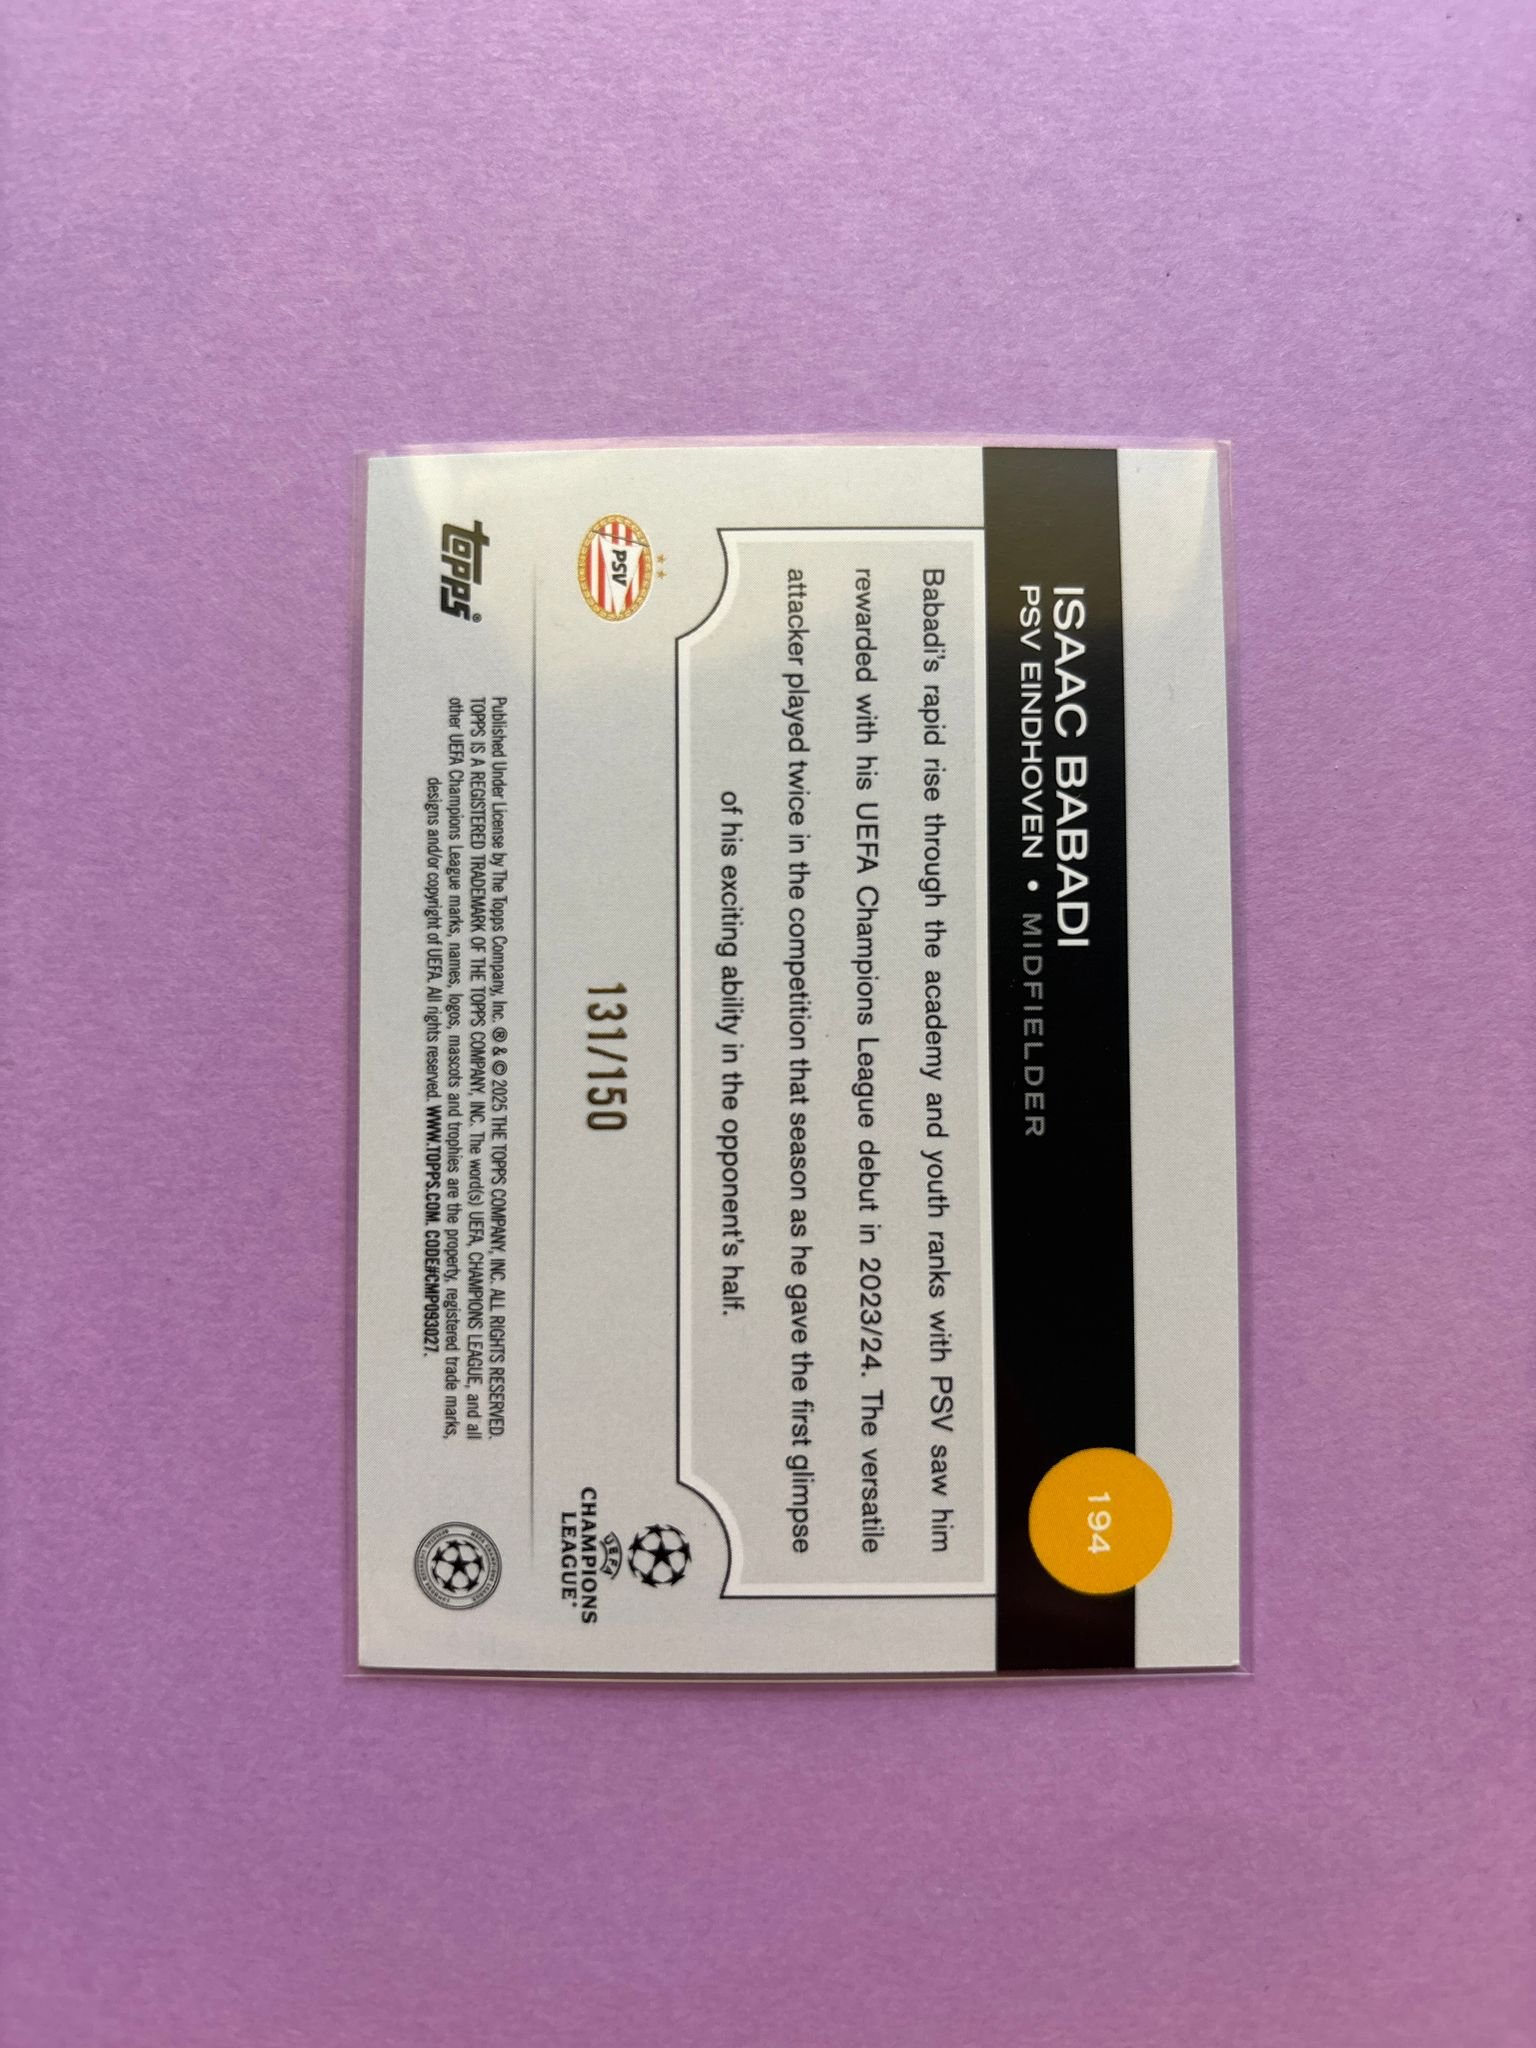 194
ISAAC BABADI
PSV EINDHOVEN • MIDFIELDER
Babadi's rapid rise through the academy and youth ranks with PSV saw him
rewarded with his UEFA Champions League debut in 2023/24. The versatile
attacker played twice in the competition that season as he gave the first glimpse
of his exciting ability in the opponent's half.
PSV
131/150
UEFA
CHAMPIONS
LEAGUE®
topps®
Published Under License by The Topps Company, Inc. ® & © 2025 THE TOPPS COMPANY, INC. ALL RIGHTS RESERVED.
TOPPS IS A REGISTERED TRADEMARK OF THE TOPPS COMPANY, INC. The word(s) UEFA, CHAMPIONS LEAGUE, and all
other UEFA Champions League marks, names, logos, mascots and trophies are the property, registered trade marks,
designs and/or copyright of UEFA. All rights reserved. WWW.TOPPS.COM. CODE#CMP093027.